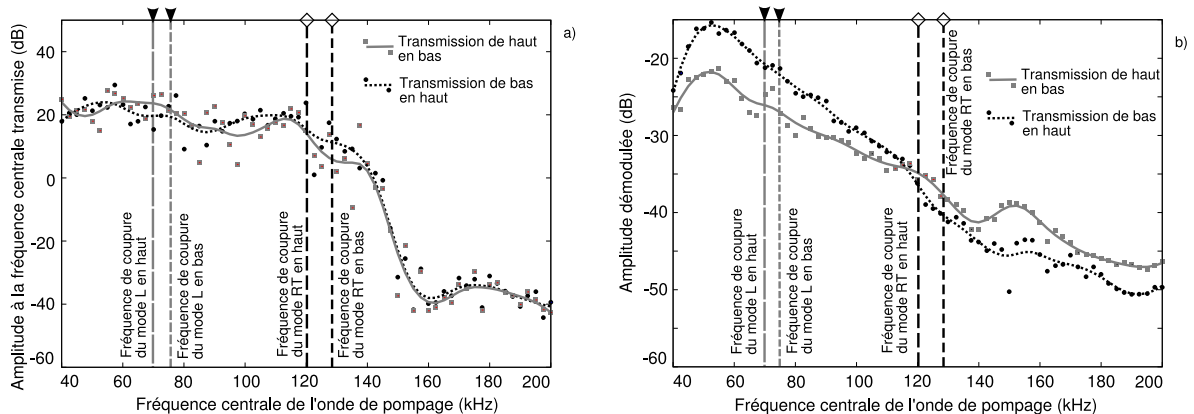 a)
Amplitude à la fréquence centrale transmise (dB)
40
20
0
-20
-40
-60
Transmission de haut
en bas
Transmission de bas
en haut
Fréquence de coupure
du mode L en haut
Fréquence de coupure
du mode L en bas
Fréquence de coupure
du mode RT en haut
Fréquence de coupure
du mode RT en bas
40 60 80 100 120 140 160 180 200
Fréquence centrale de l'onde de pompage (kHz)
b)
Amplitude démodulée (dB)
-20
-30
-40
-50
-60
Transmission de haut
en bas
Transmission de bas
en haut
Fréquence de coupure
du mode L en haut
Fréquence de coupure
du mode L en bas
Fréquence de coupure
du mode RT en haut
Fréquence de coupure
du mode RT en bas
40 60 80 100 120 140 160 180 200
Fréquence centrale de l'onde de pompage (kHz)